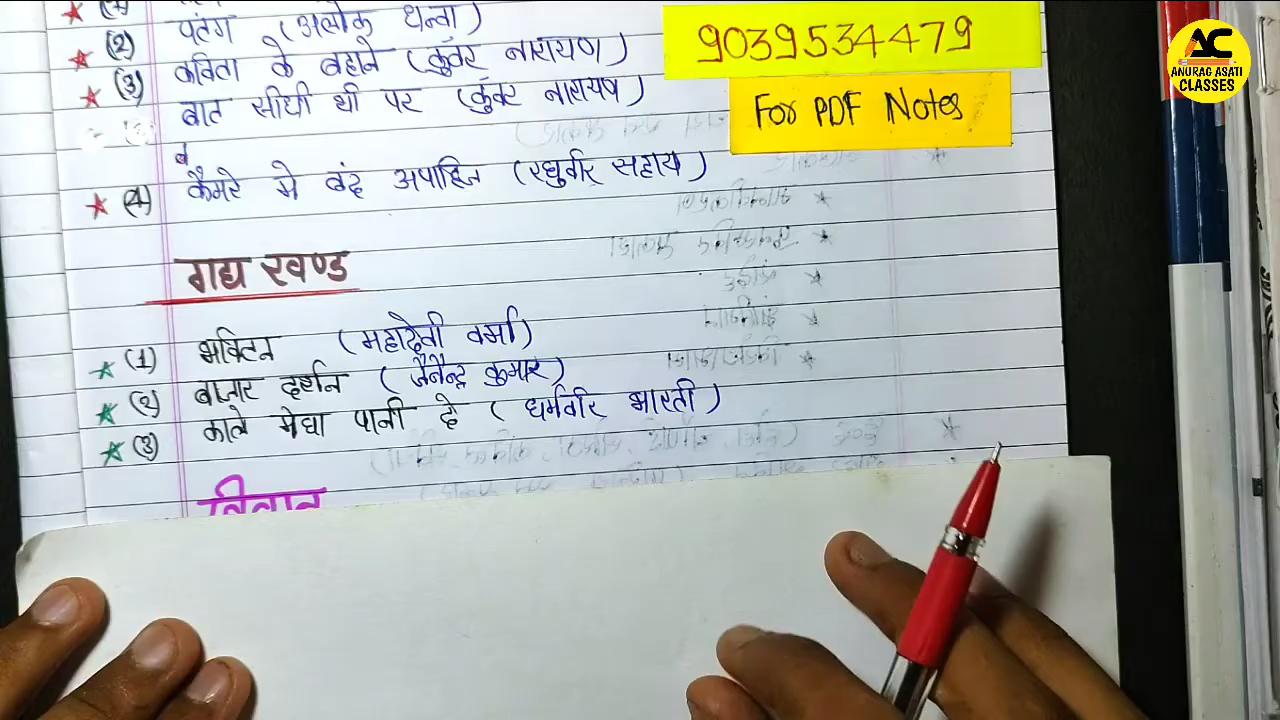 (2) पतंग (आलोक धन्वा)
(3) कविता के बहाने (कुँवर नारायण)
बात सीधी थी पर (कुँवर नारायण)
(4) कैमरे मे बंद अपाहिज (रघुवीर सहाय)
गद्य खण्ड
(1) भक्तिन (महादेवी वर्मा)
(2) बाजार दर्शन (जैनेन्द्र कुमार)
(3) काले मेघा पानी दे (धर्मवीर भारती)
वितान
9039534479
For PDF Notes
AC
ANURAG ASATI
CLASSES